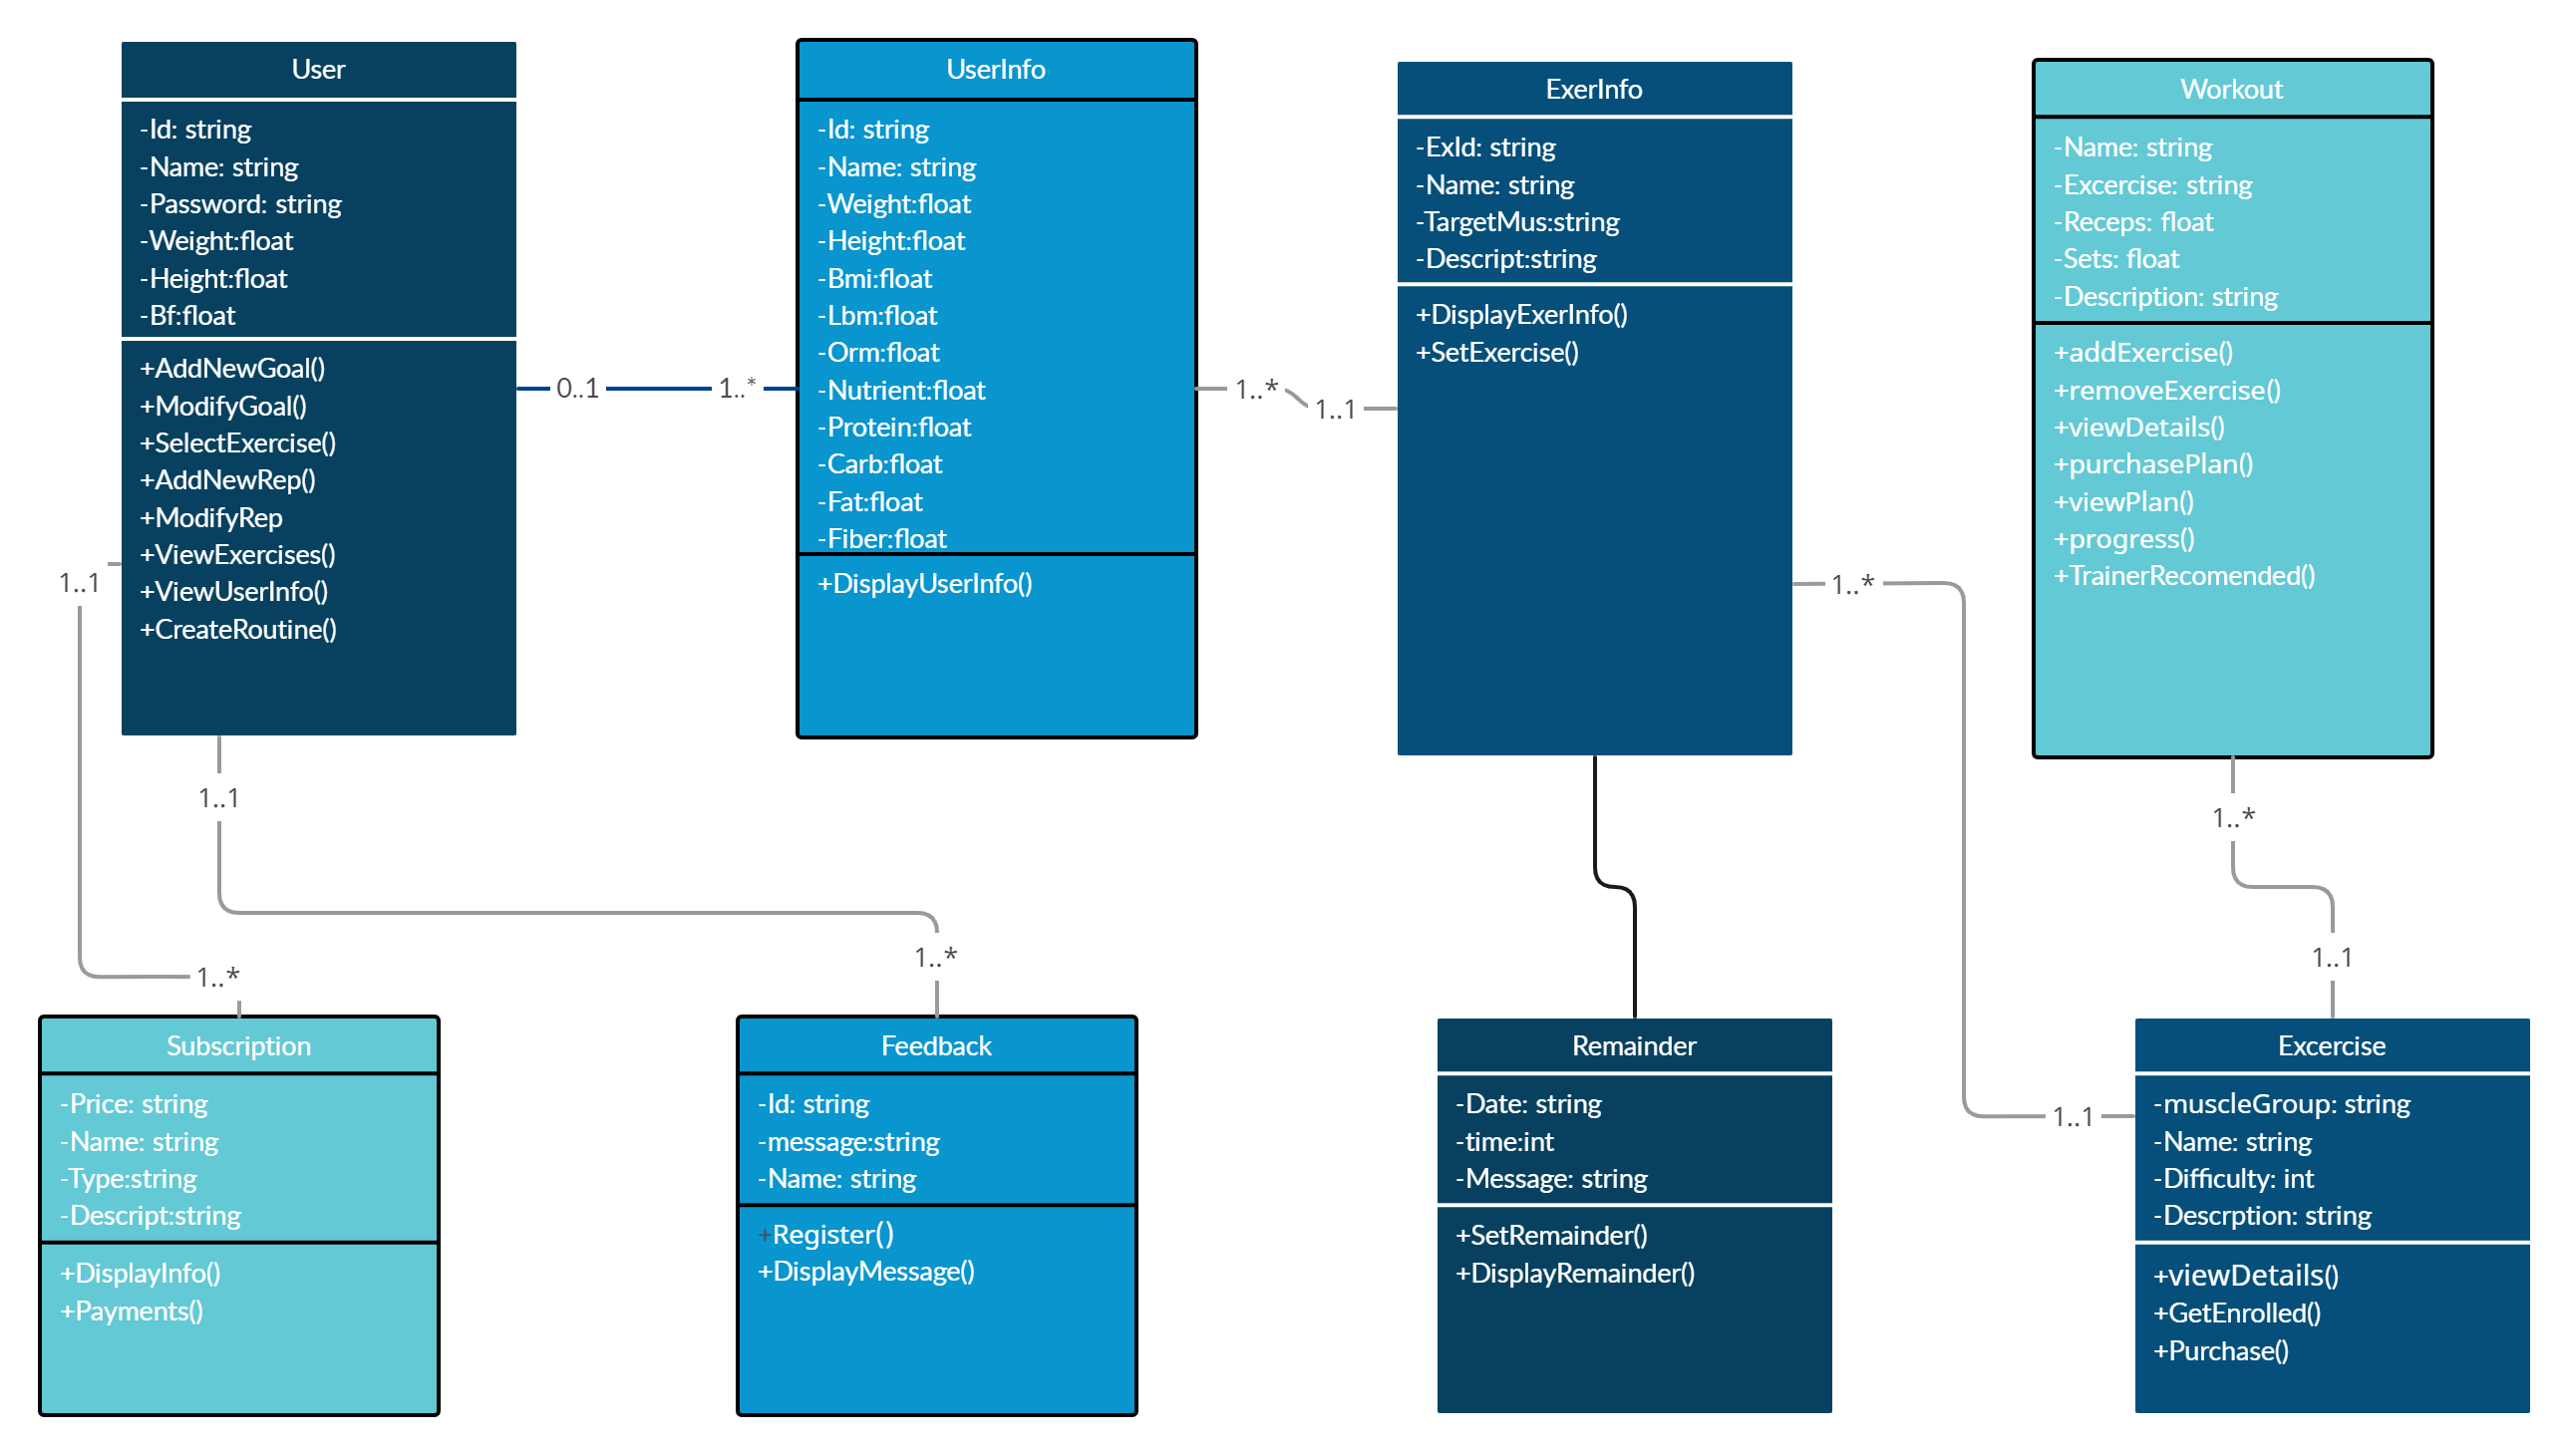 User
-Id: string
-Name: string
-Password: string
-Weight:float
-Height:float
-Bf:float
+AddNewGoal()
+ModifyGoal()
+SelectExercise()
+AddNewRep()
+ModifyRep
+ViewExercises()
+ViewUserInfo()
+CreateRoutine()
0..1
1..*
UserInfo
-Id: string
-Name: string
-Weight:float
-Height:float
-Bmi:float
-Lbm:float
-Orm:float
-Nutrient:float
-Protein:float
-Carb:float
-Fat:float
-Fiber:float
+DisplayUserInfo()
1..*
1..1
ExerInfo
-ExId: string
-Name: string
-TargetMus:string
-Descript:string
+DisplayExerInfo()
+SetExercise()
1..*
1..1
Workout
-Name: string
-Excercise: string
-Receps: float
-Sets: float
-Description: string
+addExercise()
+removeExercise()
+viewDetails()
+purchasePlan()
+viewPlan()
+progress()
+TrainerRecomended()
1..*
1..1
1..1
1..*
1..1
1..*
Subscription
-Price: string
-Name: string
-Type:string
-Descript:string
+DisplayInfo()
+Payments()
Feedback
-Id: string
-message:string
-Name: string
+Register()
+DisplayMessage()
Remainder
-Date: string
-time:int
-Message: string
+SetRemainder()
+DisplayRemainder()
Excercise
-muscleGroup: string
-Name: string
-Difficulty: int
-Descrption: string
+viewDetails()
+GetEnrolled()
+Purchase()